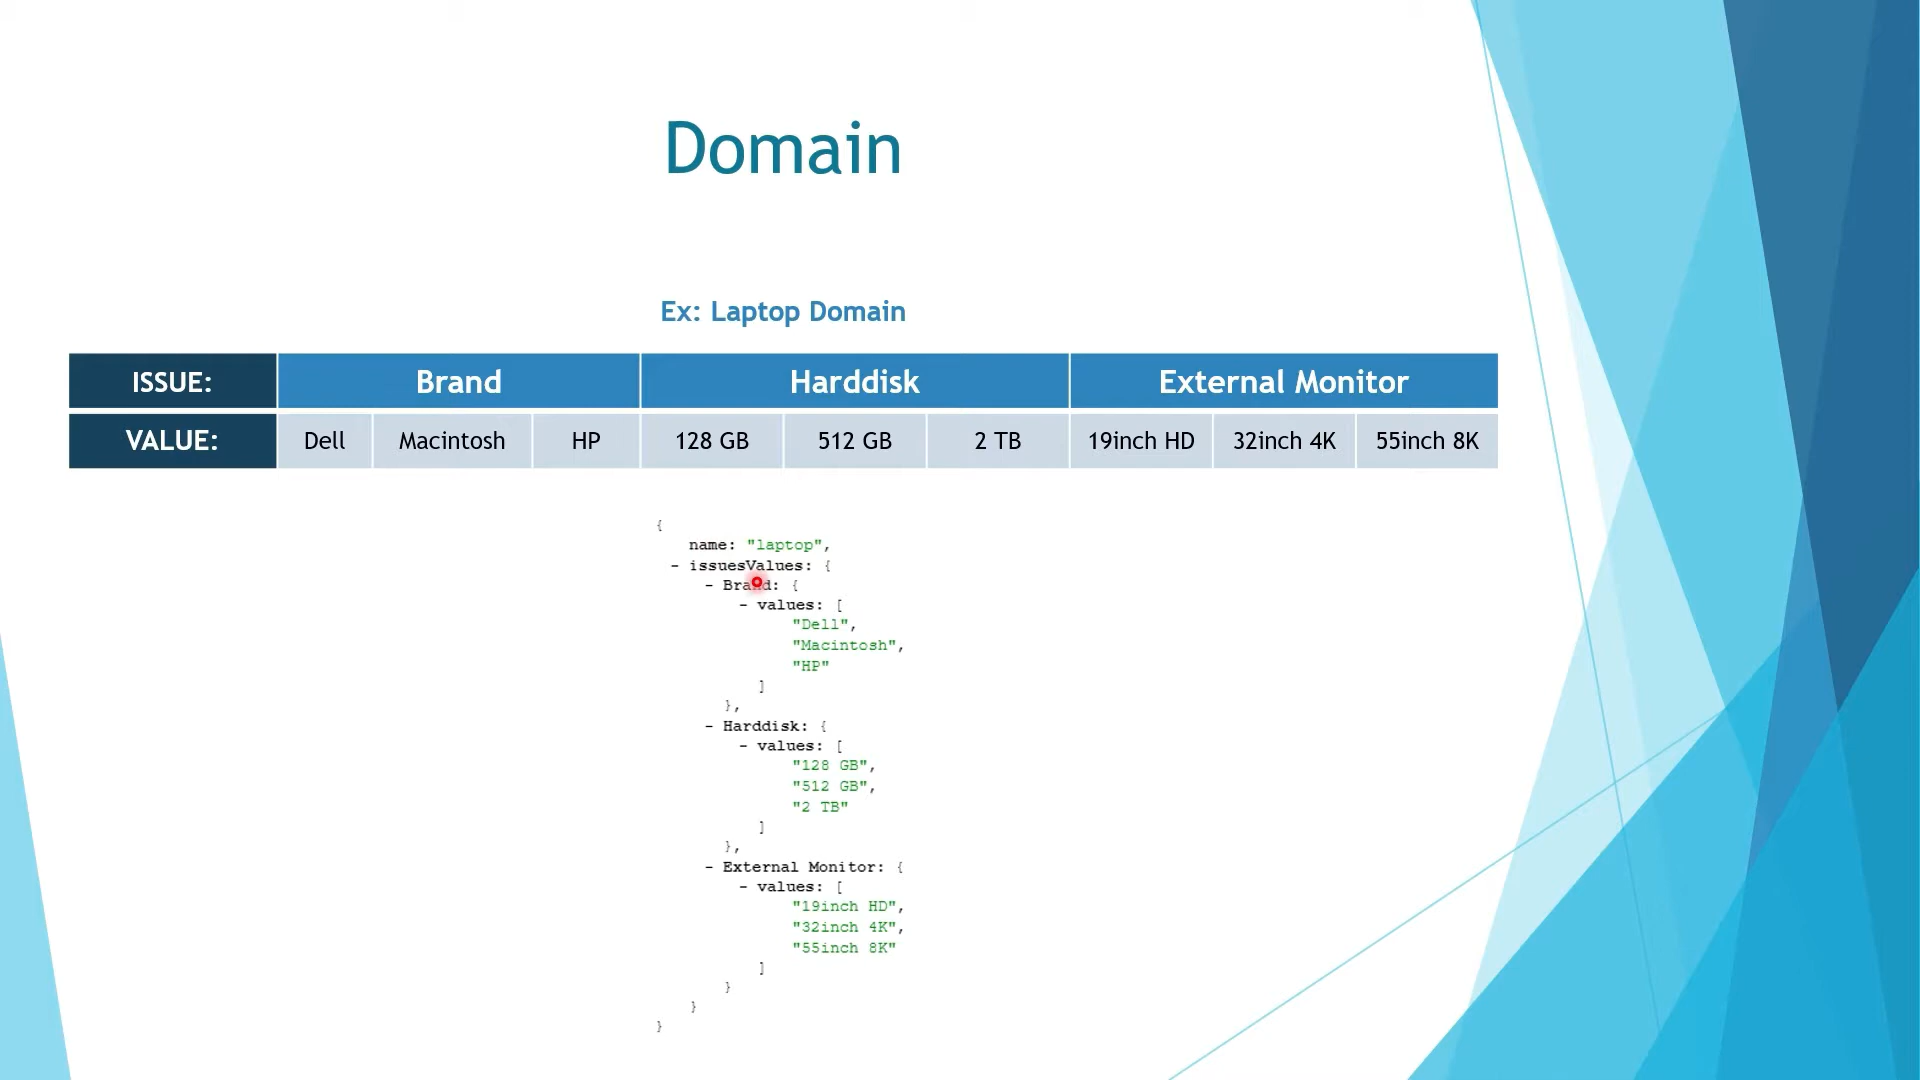 Domain
Ex: Laptop Domain
ISSUE: Brand Harddisk External Monitor
VALUE: Dell Macintosh HP 128 GB 512 GB 2 TB 19inch HD 32inch 4K 55inch 8K
{
name: "laptop",
- issuesValues: {
- Brand: {
- values: [
"Dell",
"Macintosh",
"HP"
]
},
- Harddisk: {
- values: [
"128 GB",
"512 GB",
"2 TB"
]
},
- External Monitor: {
- values: [
"19inch HD",
"32inch 4K",
"55inch 8K"
]
}
}
}